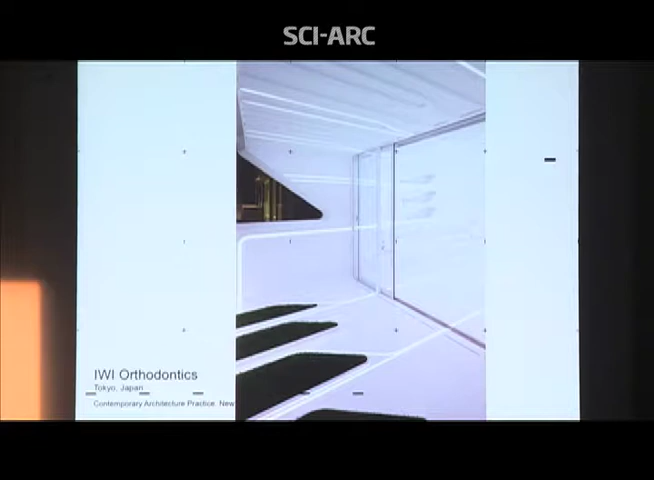 SCI-ARC
IWI Orthodontics
Tokyo, Japan
Contemporary Architecture Practice. New